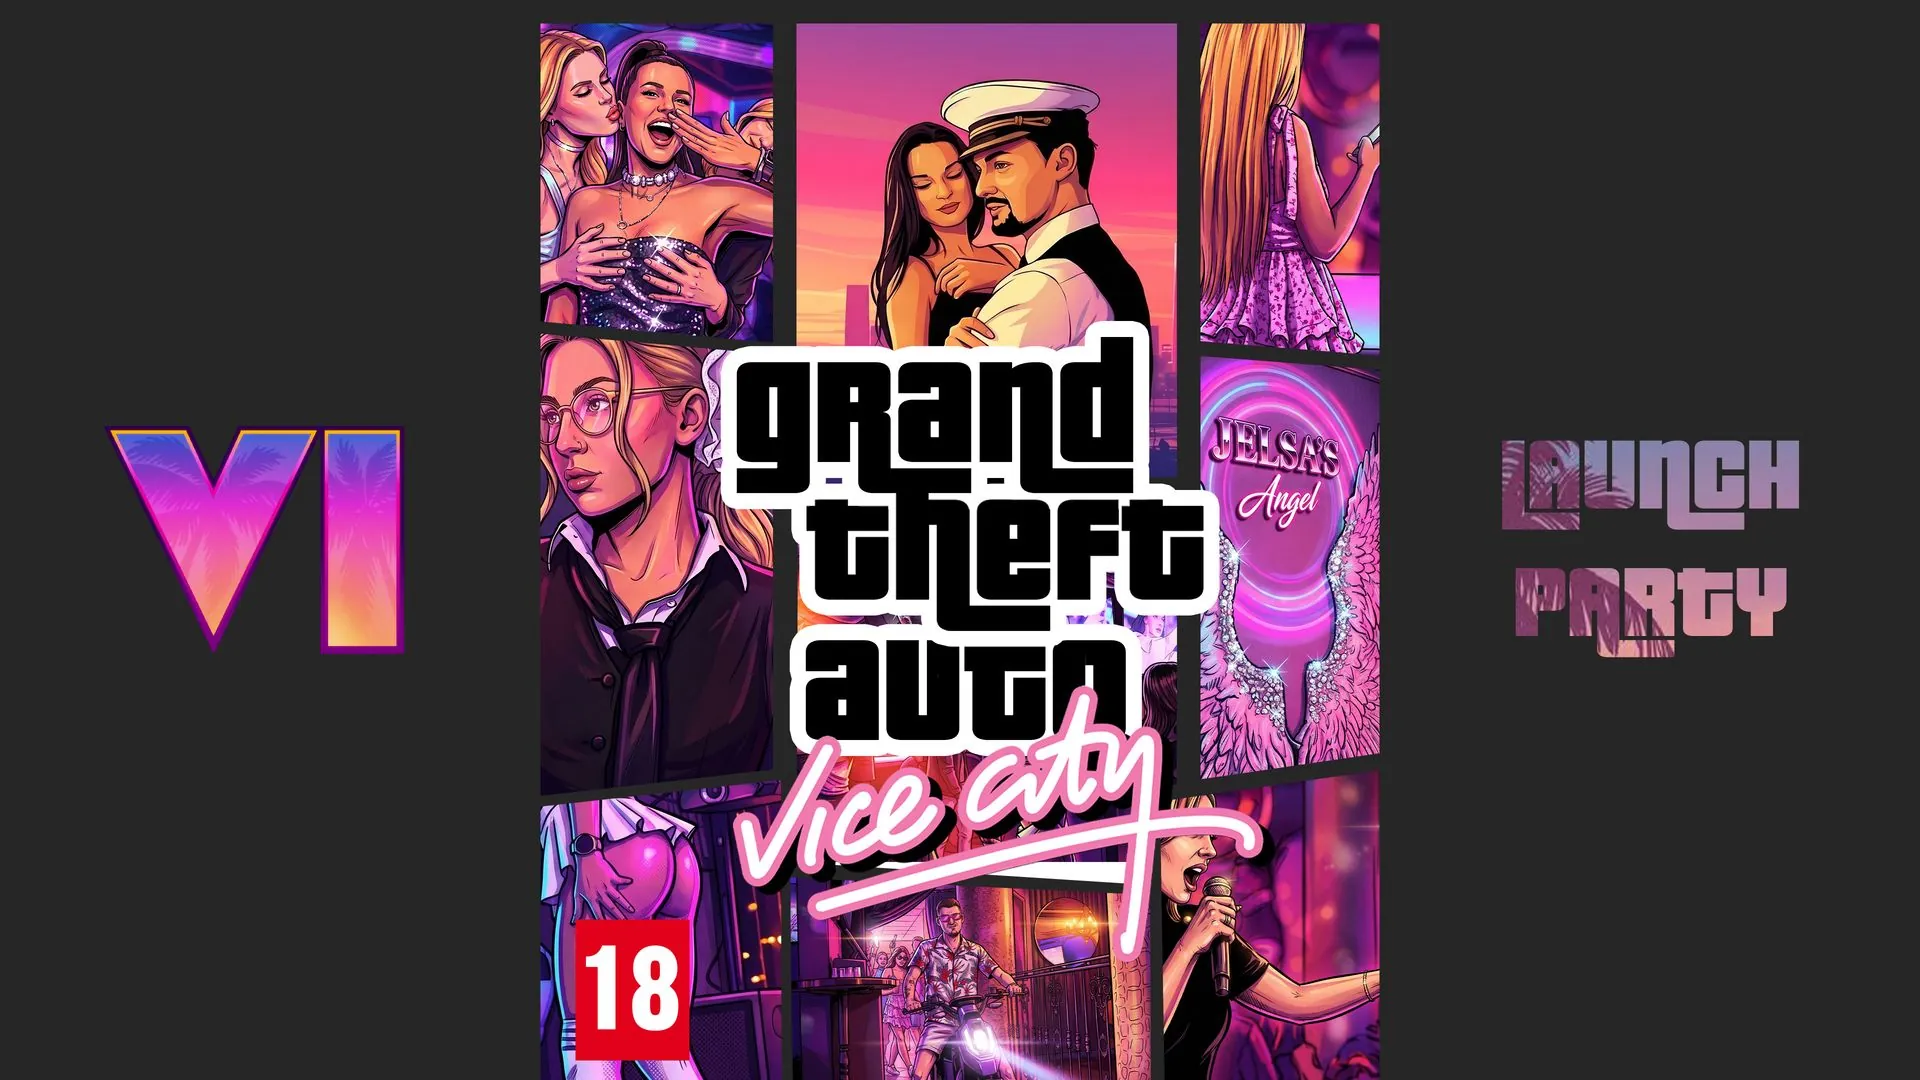 VI
grand
theft
auto
vice city
JELSA'S
Angel
LAUNCH
PARTY
18